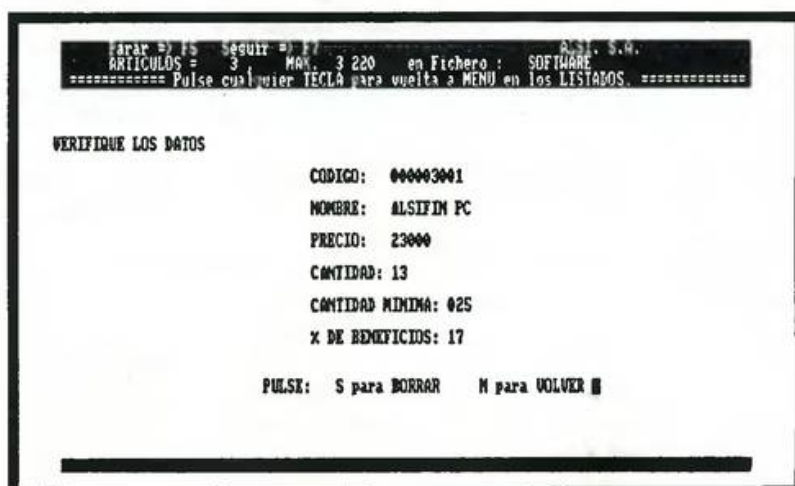 Parar =) F5 Seguir =) F7 A.SI. S.A.
ARTICULOS = 3 , MAX. 3 220 en Fichero : SOFTWARE
============ Pulse cualquier TECLA para vuelta a MENU en los LISTADOS. =============
VERIFIQUE LOS DATOS
CODIGO: 000003001
NOMBRE: ALSIFIM PC
PRECIO: 23000
CANTIDAD: 13
CANTIDAD MINIMA: 025
% DE BENEFICIOS: 17
PULSE: S para BORRAR M para VOLVER